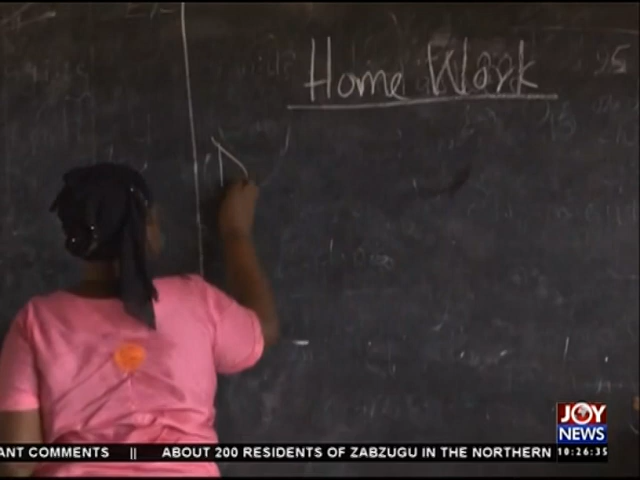 Home Work
JOY
NEWS
10:26:35
ANT COMMENTS || ABOUT 200 RESIDENTS OF ZABZUGU IN THE NORTHERN